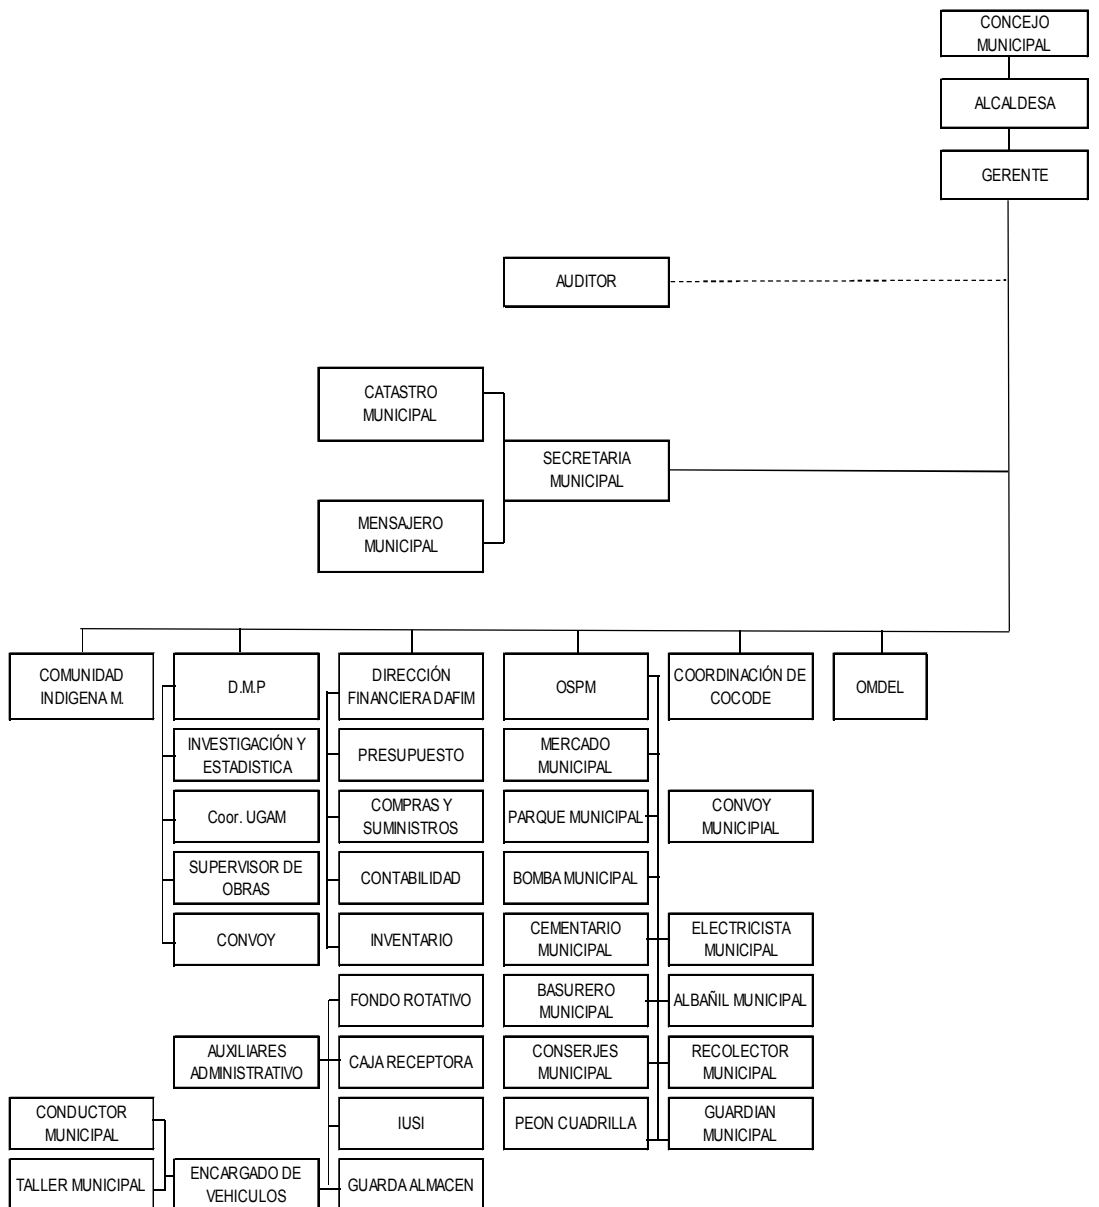 CONCEJO
MUNICIPAL
ALCALDESA
GERENTE
AUDITOR
CATASTRO
MUNICIPAL
SECRETARIA
MUNICIPAL
MENSAJERO
MUNICIPAL
COMUNIDAD
INDIGENA M.
D.M.P
DIRECCIÓN
FINANCIERA DAFIM
OSPM
COORDINACIÓN DE
COCODE
OMDEL
INVESTIGACIÓN Y
ESTADISTICA
PRESUPUESTO
MERCADO
MUNICIPAL
Coor. UGAM
COMPRAS Y
SUMINISTROS
PARQUE MUNICIPAL
CONVOY
MUNICIPIAL
SUPERVISOR DE
OBRAS
CONTABILIDAD
BOMBA MUNICIPAL
CONVOY
INVENTARIO
CEMENTARIO
MUNICIPAL
ELECTRICISTA
MUNICIPAL
FONDO ROTATIVO
BASURERO
MUNICIPAL
ALBAÑIL MUNICIPAL
AUXILIARES
ADMINISTRATIVO
CAJA RECEPTORA
CONSERJES
MUNICIPAL
RECOLECTOR
MUNICIPAL
CONDUCTOR
MUNICIPAL
IUSI
PEON CUADRILLA
GUARDIAN
MUNICIPAL
TALLER MUNICIPAL
ENCARGADO DE
VEHICULOS
GUARDA ALMACEN